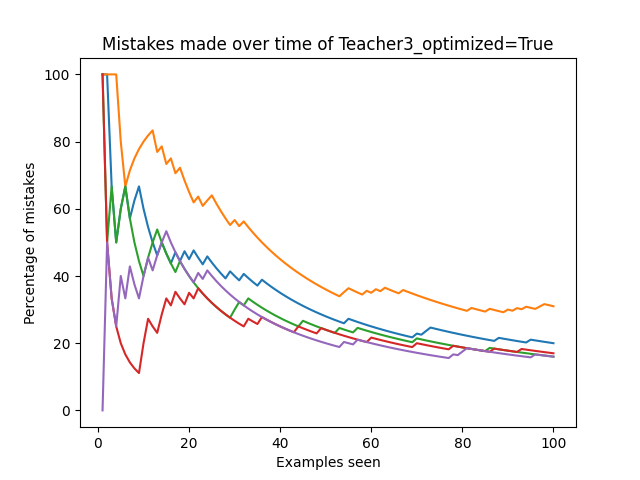 Mistakes made over time of Teacher3_optimized=True
100
80
60
40
20
0
Percentage of mistakes
0 20 40 60 80 100
Examples seen